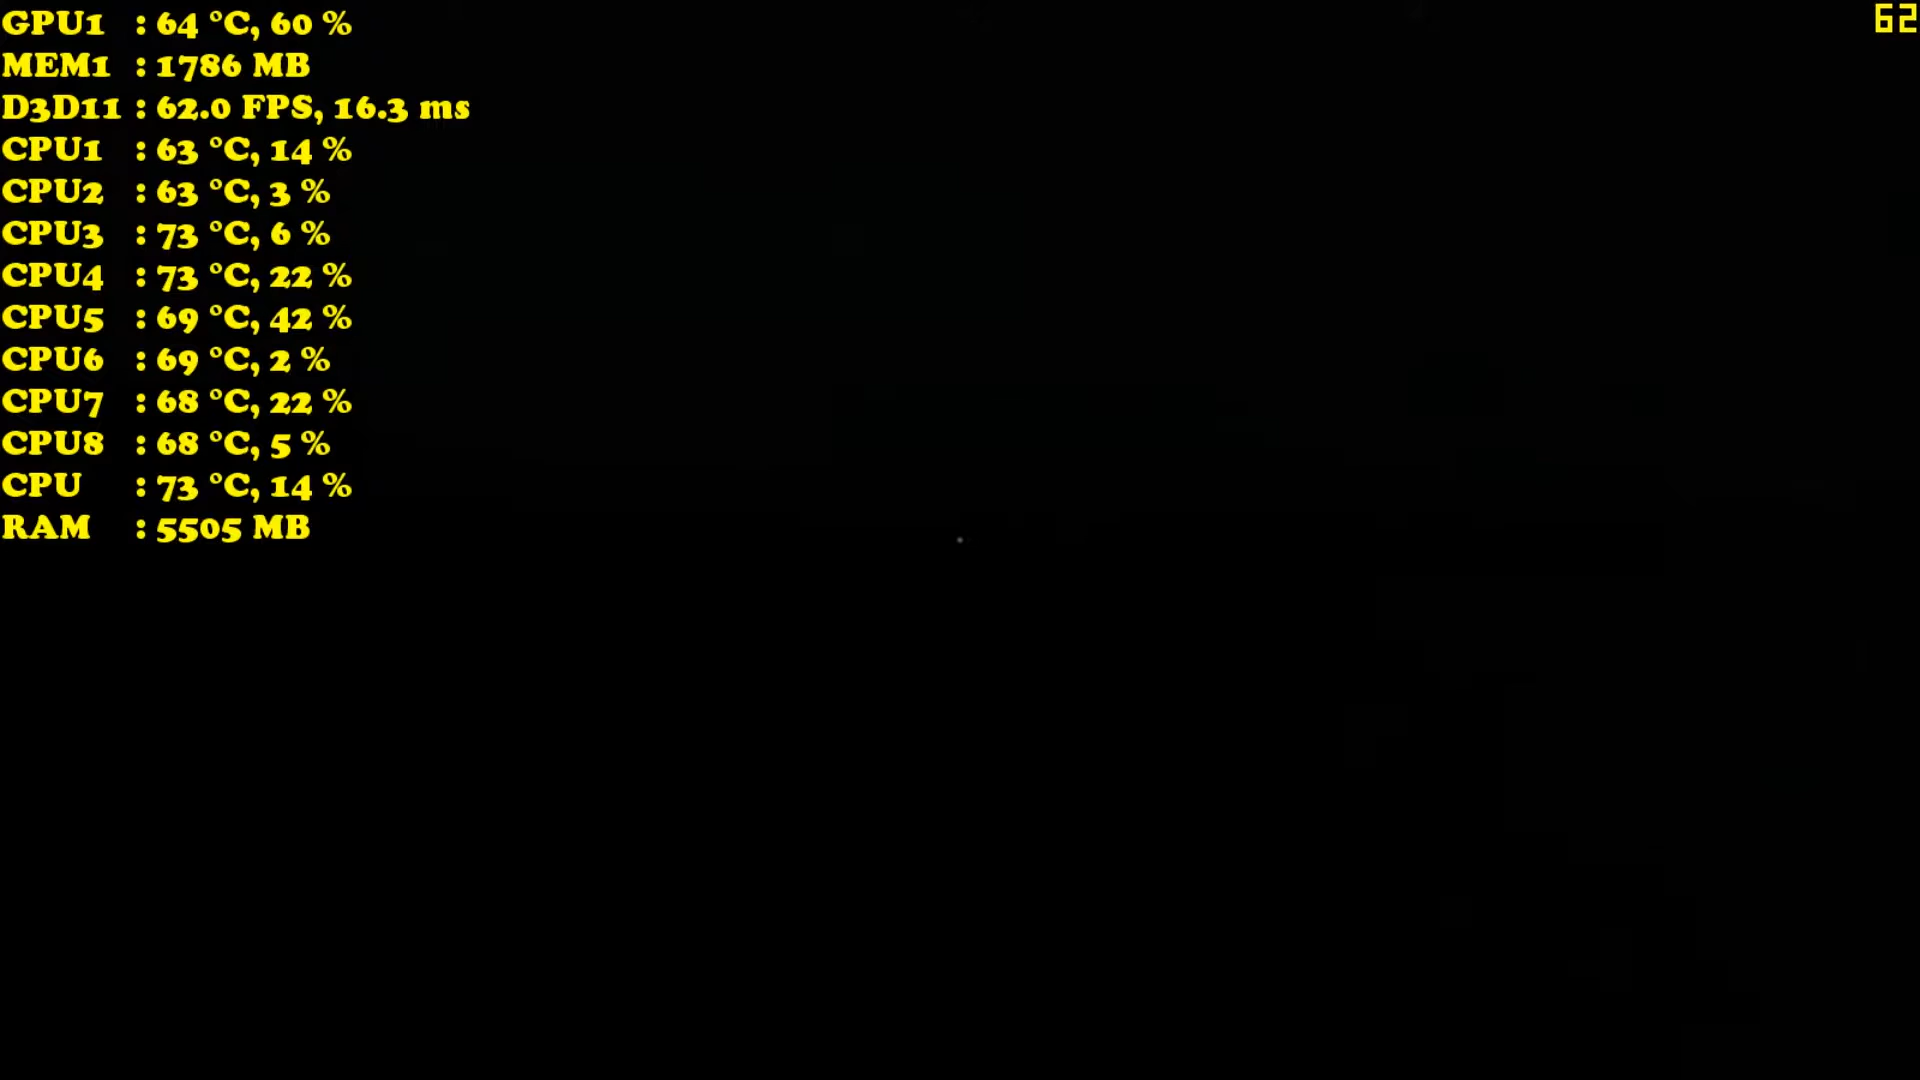 GPU1 : 64 °C, 60 %
62
MEM1 : 1786 MB
D3D11 : 62.0 FPS, 16.3 ms
CPU1 : 63 °C, 14 %
CPU2 : 63 °C, 3 %
CPU3 : 73 °C, 6 %
CPU4 : 73 °C, 22 %
CPU5 : 69 °C, 42 %
CPU6 : 69 °C, 2 %
CPU7 : 68 °C, 22 %
CPU8 : 68 °C, 5 %
CPU : 73 °C, 14 %
RAM : 5505 MB